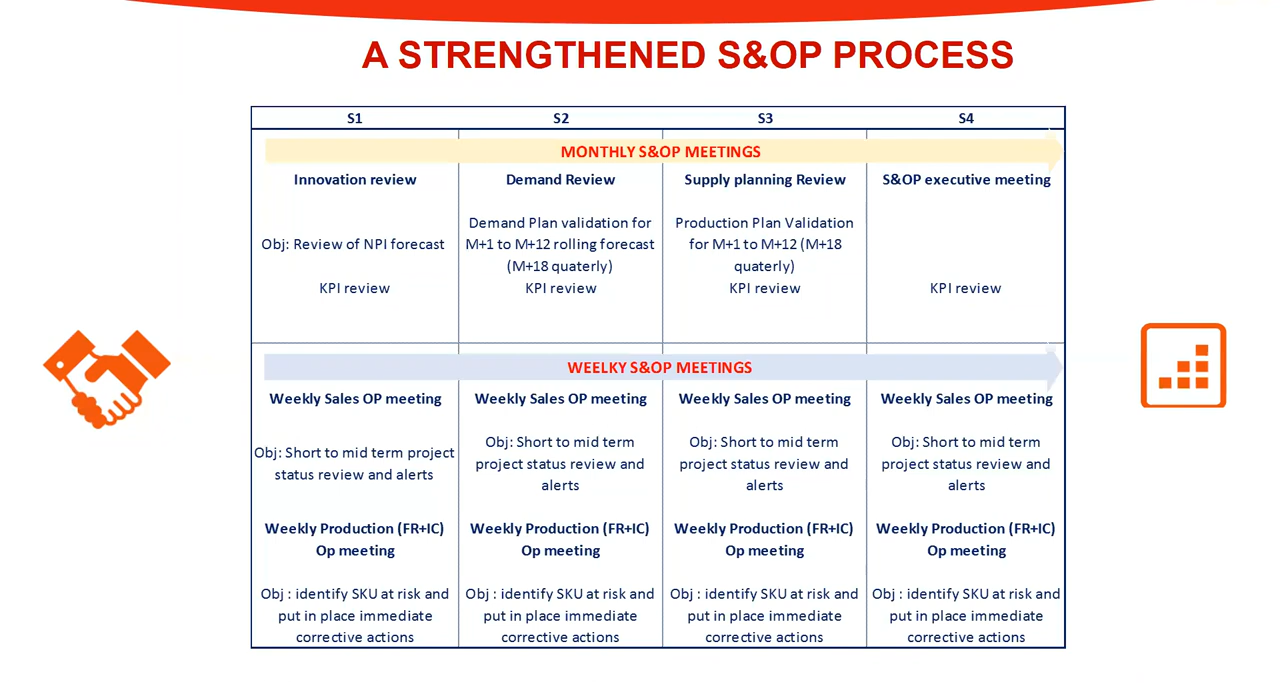 A STRENGTHENED S&OP PROCESS
S1 S2 S3 S4
MONTHLY S&OP MEETINGS
Innovation review
Obj: Review of NPI forecast
KPI review
Demand Review
Demand Plan validation for
M+1 to M+12 rolling forecast
(M+18 quaterly)
KPI review
Supply planning Review
Production Plan Validation
for M+1 to M+12 (M+18
quaterly)
KPI review
S&OP executive meeting
KPI review
WEELKY S&OP MEETINGS
Weekly Sales OP meeting
Obj: Short to mid term project
status review and alerts
Weekly Production (FR+IC)
Op meeting
Obj : identify SKU at risk and
put in place immediate
corrective actions
Weekly Sales OP meeting
Obj: Short to mid term
project status review and
alerts
Weekly Production (FR+IC)
Op meeting
Obj : identify SKU at risk and
put in place immediate
corrective actions
Weekly Sales OP meeting
Obj: Short to mid term
project status review and
alerts
Weekly Production (FR+IC)
Op meeting
Obj : identify SKU at risk and
put in place immediate
corrective actions
Weekly Sales OP meeting
Obj: Short to mid term
project status review and
alerts
Weekly Production (FR+IC)
Op meeting
Obj : identify SKU at risk and
put in place immediate
corrective actions